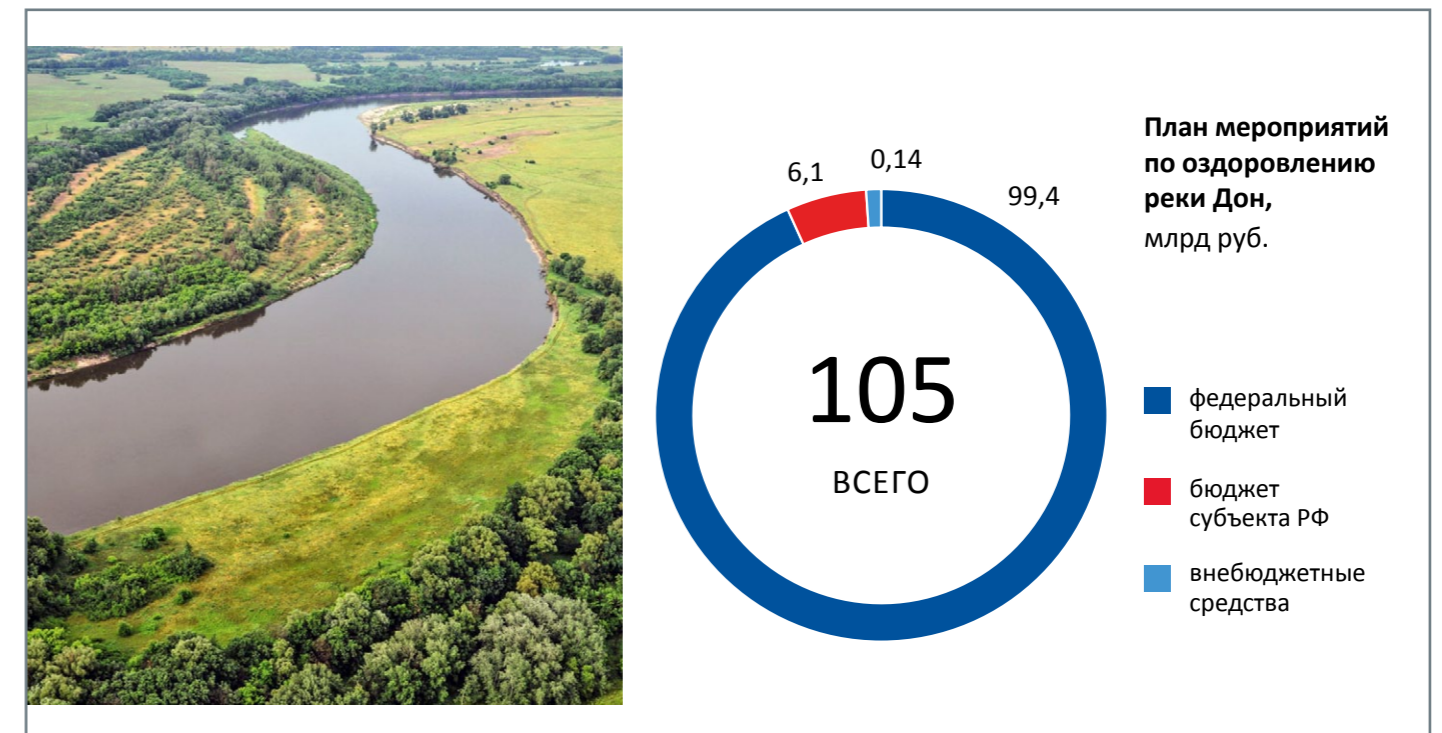 План мероприятий
по оздоровлению
реки Дон,
млрд руб.
6,1
0,14
99,4
105
ВСЕГО
федеральный
бюджет
бюджет
субъекта РФ
внебюджетные
средства